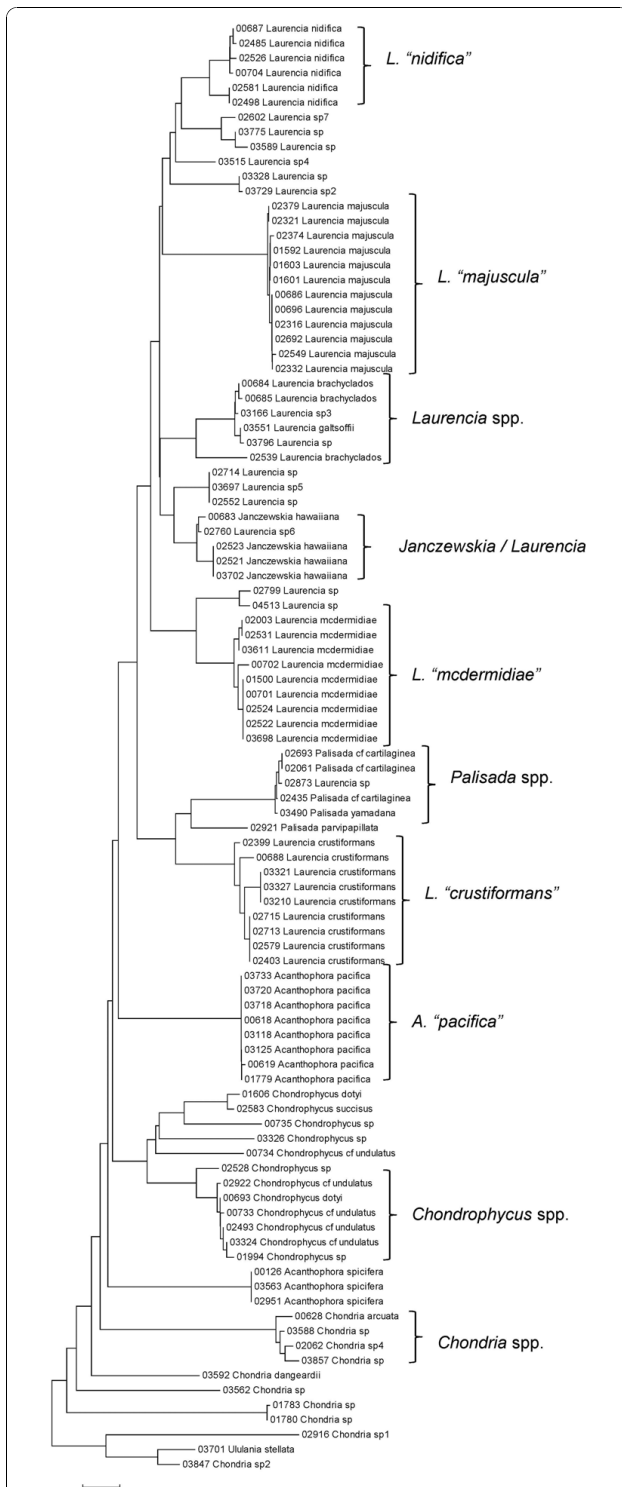 00687 Laurencia nidifica
02485 Laurencia nidifica
02526 Laurencia nidifica
00704 Laurencia nidifica
02581 Laurencia nidifica
02498 Laurencia nidifica
L. “nidifica”
02602 Laurencia sp7
03775 Laurencia sp
03589 Laurencia sp
03515 Laurencia sp4
03328 Laurencia sp
03729 Laurencia sp2
02379 Laurencia majuscula
02321 Laurencia majuscula
02374 Laurencia majuscula
01592 Laurencia majuscula
01603 Laurencia majuscula
01601 Laurencia majuscula
00686 Laurencia majuscula
00696 Laurencia majuscula
02316 Laurencia majuscula
02692 Laurencia majuscula
02549 Laurencia majuscula
02332 Laurencia majuscula
L. “majuscula”
00684 Laurencia brachyclados
00685 Laurencia brachyclados
03166 Laurencia sp3
03551 Laurencia galtsoffii
03796 Laurencia sp
02539 Laurencia brachyclados
Laurencia spp.
02714 Laurencia sp
03697 Laurencia sp5
02552 Laurencia sp
00683 Janczewskia hawaiiana
02760 Laurencia sp6
02523 Janczewskia hawaiiana
02521 Janczewskia hawaiiana
03702 Janczewskia hawaiiana
Janczewskia / Laurencia
02799 Laurencia sp
04513 Laurencia sp
02003 Laurencia mcdermidiae
02531 Laurencia mcdermidiae
03611 Laurencia mcdermidiae
00702 Laurencia mcdermidiae
01500 Laurencia mcdermidiae
00701 Laurencia mcdermidiae
02524 Laurencia mcdermidiae
02522 Laurencia mcdermidiae
03698 Laurencia mcdermidiae
L. “mcdermidiae”
02693 Palisada cf cartilaginea
02061 Palisada cf cartilaginea
02873 Laurencia sp
02435 Palisada cf cartilaginea
03490 Palisada yamadana
Palisada spp.
02921 Palisada parvipapillata
02399 Laurencia crustiformans
00688 Laurencia crustiformans
03321 Laurencia crustiformans
03327 Laurencia crustiformans
03210 Laurencia crustiformans
02715 Laurencia crustiformans
02713 Laurencia crustiformans
02579 Laurencia crustiformans
02403 Laurencia crustiformans
L. “crustiformans”
03733 Acanthophora pacifica
03720 Acanthophora pacifica
03718 Acanthophora pacifica
00618 Acanthophora pacifica
03118 Acanthophora pacifica
03125 Acanthophora pacifica
00619 Acanthophora pacifica
01779 Acanthophora pacifica
A. “pacifica”
01606 Chondrophycus dotyi
02583 Chondrophycus succisus
00735 Chondrophycus sp
03326 Chondrophycus sp
00734 Chondrophycus cf undulatus
02528 Chondrophycus sp
02922 Chondrophycus cf undulatus
00693 Chondrophycus dotyi
00733 Chondrophycus cf undulatus
02493 Chondrophycus cf undulatus
03324 Chondrophycus cf undulatus
01994 Chondrophycus sp
Chondrophycus spp.
00126 Acanthophora spicifera
03563 Acanthophora spicifera
02951 Acanthophora spicifera
00628 Chondria arcuata
03588 Chondria sp
02062 Chondria sp4
03857 Chondria sp
Chondria spp.
03592 Chondria dangeardii
03562 Chondria sp
01783 Chondria sp
01780 Chondria sp
02916 Chondria sp1
03701 Ululania stellata
03847 Chondria sp2